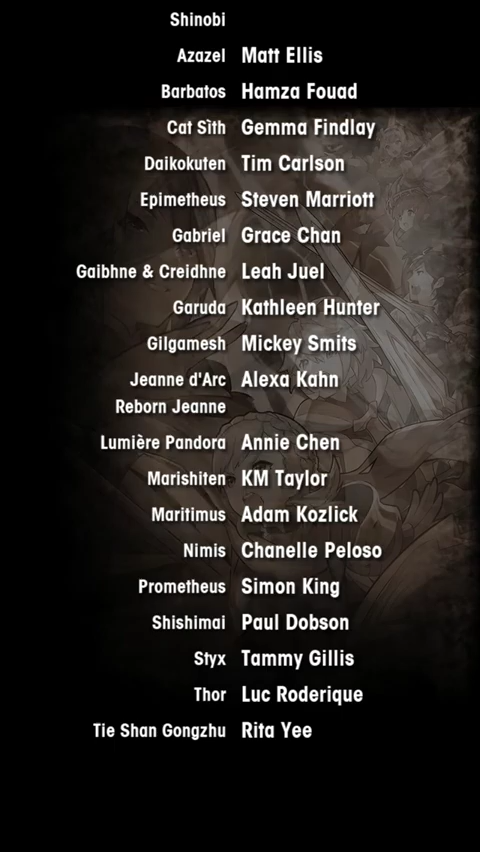 Shinobi
Azazel Matt Ellis
Barbatos Hamza Fouad
Cat Sìth Gemma Findlay
Daikokuten Tim Carlson
Epimetheus Steven Marriott
Gabriel Grace Chan
Gaibhne & Creidhne Leah Juel
Garuda Kathleen Hunter
Gilgamesh Mickey Smits
Jeanne d'Arc Alexa Kahn
Reborn Jeanne
Lumière Pandora Annie Chen
Marishiten KM Taylor
Maritimus Adam Kozlick
Nimis Chanelle Peloso
Prometheus Simon King
Shishimai Paul Dobson
Styx Tammy Gillis
Thor Luc Roderique
Tie Shan Gongzhu Rita Yee